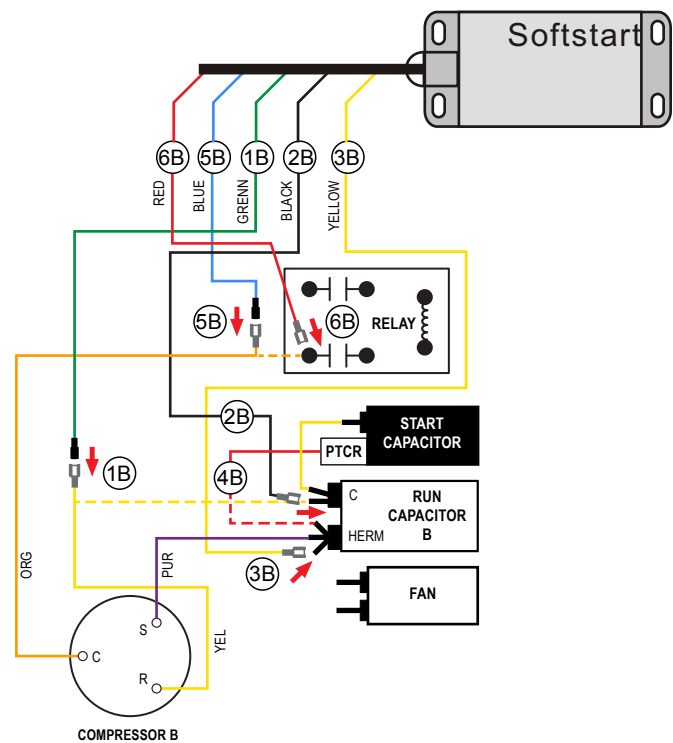 Softstart
6B
5B
1B
2B
3B
RED
BLUE
GRENN
BLACK
YELLOW
5B
6B
RELAY
2B
START
CAPACITOR
PTCR
1B
4B
C
RUN
CAPACITOR
B
HERM
3B
FAN
ORG
PUR
YEL
S
C
R
COMPRESSOR B